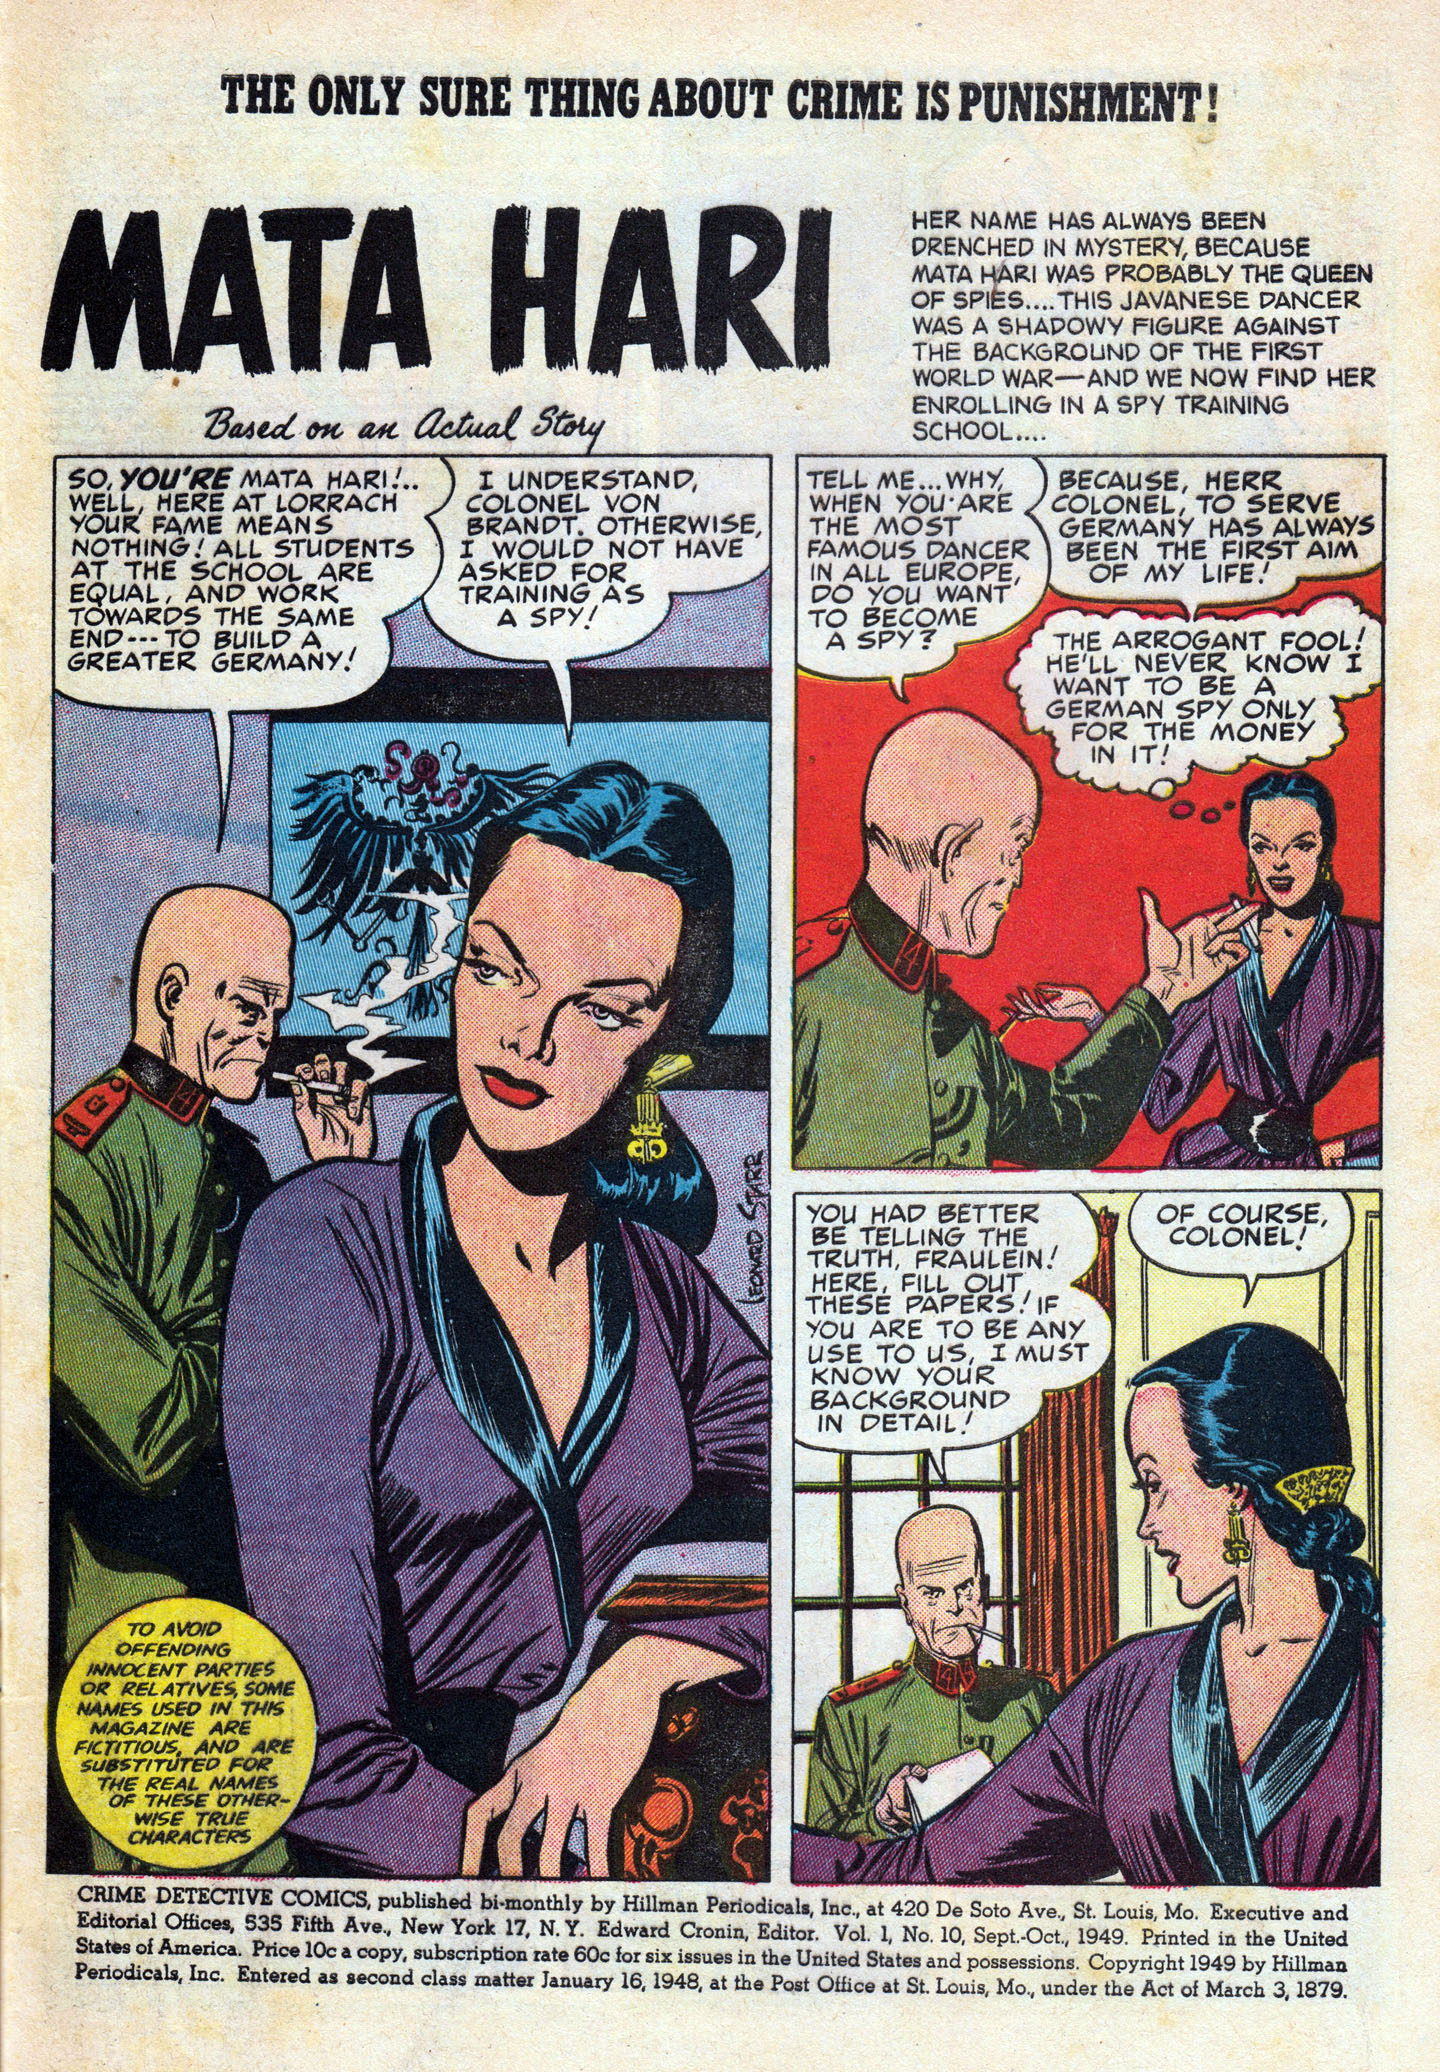 THE ONLY SURE THING ABOUT CRIME IS PUNISHMENT!
MATA HARI
Based on an Actual Story
HER NAME HAS ALWAYS BEEN
DRENCHED IN MYSTERY, BECAUSE
MATA HARI WAS PROBABLY THE QUEEN
OF SPIES....THIS JAVANESE DANCER
WAS A SHADOWY FIGURE AGAINST
THE BACKGROUND OF THE FIRST
WORLD WAR—AND WE NOW FIND HER
ENROLLING IN A SPY TRAINING
SCHOOL....
SO, YOU'RE MATA HARI!..
WELL, HERE AT LORRACH
YOUR FAME MEANS
NOTHING! ALL STUDENTS
AT THE SCHOOL ARE
EQUAL, AND WORK
TOWARDS THE SAME
END---TO BUILD A
GREATER GERMANY!
I UNDERSTAND,
COLONEL VON
BRANDT. OTHERWISE,
I WOULD NOT HAVE
ASKED FOR
TRAINING AS
A SPY!
LEONARD STARR
TO AVOID
OFFENDING
INNOCENT PARTIES
OR RELATIVES, SOME
NAMES USED IN THIS
MAGAZINE ARE
FICTITIOUS, AND ARE
SUBSTITUTED FOR
THE REAL NAMES
OF THESE OTHER-
WISE TRUE
CHARACTERS
TELL ME...WHY,
WHEN YOU ARE
THE MOST
FAMOUS DANCER
IN ALL EUROPE,
DO YOU WANT
TO BECOME
A SPY?
BECAUSE, HERR
COLONEL, TO SERVE
GERMANY HAS ALWAYS
BEEN THE FIRST AIM
OF MY LIFE!
THE ARROGANT FOOL!
HE'LL NEVER KNOW I
WANT TO BE A
GERMAN SPY ONLY
FOR THE MONEY
IN IT!
4
YOU HAD BETTER
BE TELLING THE
TRUTH, FRAULEIN!
HERE, FILL OUT
THESE PAPERS! IF
YOU ARE TO BE ANY
USE TO US, I MUST
KNOW YOUR
BACKGROUND
IN DETAIL!
OF COURSE,
COLONEL!
CRIME DETECTIVE COMICS, published bi-monthly by Hillman Periodicals, Inc., at 420 De Soto Ave., St. Louis, Mo. Executive and
Editorial Offices, 535 Fifth Ave., New York 17, N. Y. Edward Cronin, Editor. Vol. 1, No. 10, Sept.-Oct., 1949. Printed in the United
States of America. Price 10c a copy, subscription rate 60c for six issues in the United States and possessions. Copyright 1949 by Hillman
Periodicals, Inc. Entered as second class matter January 16, 1948, at the Post Office at St. Louis, Mo., under the Act of March 3, 1879.